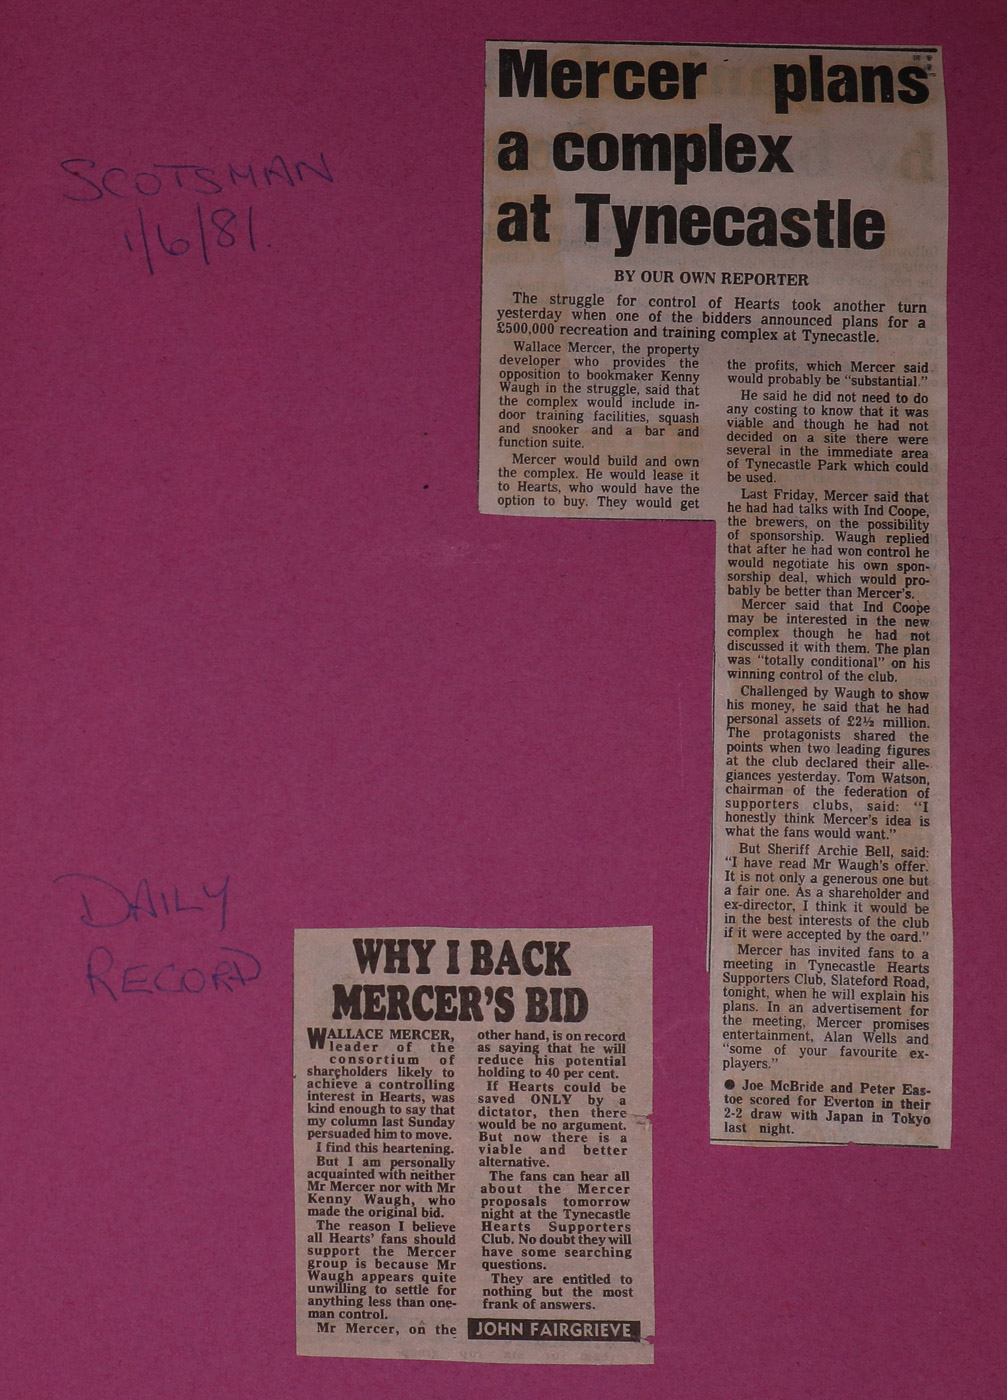 SCOTSMAN
1/6/81.
Mercer plans
a complex
at Tynecastle
BY OUR OWN REPORTER
The struggle for control of Hearts took another turn
yesterday when one of the bidders announced plans for a
£500,000 recreation and training complex at Tynecastle.
Wallace Mercer, the property
developer who provides the
opposition to bookmaker Kenny
Waugh in the struggle, said that
the complex would include in-
door training facilities, squash
and snooker and a bar and
function suite.
Mercer would build and own
the complex. He would lease it
to Hearts, who would have the
option to buy. They would get
the profits, which Mercer said
would probably be "substantial."
He said he did not need to do
any costing to know that it was
viable and though he had not
decided on a site there were
several in the immediate area
of Tynecastle Park which could
be used.
Last Friday, Mercer said that
he had had talks with Ind Coope,
the brewers, on the possibility
of sponsorship. Waugh replied
that after he had won control he
would negotiate his own spon-
sorship deal, which would pro-
bably be better than Mercer's.
Mercer said that Ind Coope
may be interested in the new
complex though he had not
discussed it with them. The plan
was "totally conditional" on his
winning control of the club.
Challenged by Waugh to show
his money, he said that he had
personal assets of £2½ million.
The protagonists shared the
points when two leading figures
at the club declared their alle-
giances yesterday. Tom Watson,
chairman of the federation of
supporters clubs, said: "I
honestly think Mercer's idea is
what the fans would want."
But Sheriff Archie Bell, said:
"I have read Mr Waugh's offer.
It is not only a generous one but
a fair one. As a shareholder and
ex-director, I think it would be
in the best interests of the club
if it were accepted by the oard."
Mercer has invited fans to a
meeting in Tynecastle Hearts
Supporters Club, Slateford Road,
tonight, when he will explain his
plans. In an advertisement for
the meeting, Mercer promises
entertainment, Alan Wells and
"some of your favourite ex-
players."
● Joe McBride and Peter Eas-
toe scored for Everton in their
2-2 draw with Japan in Tokyo
last night.
DAILY
RECORD
WHY I BACK
MERCER'S BID
WALLACE MERCER,
leader of the
consortium of
shareholders likely to
achieve a controlling
interest in Hearts, was
kind enough to say that
my column last Sunday
persuaded him to move.
I find this heartening.
But I am personally
acquainted with neither
Mr Mercer nor with Mr
Kenny Waugh, who
made the original bid.
The reason I believe
all Hearts' fans should
support the Mercer
group is because Mr
Waugh appears quite
unwilling to settle for
anything less than one-
man control.
Mr Mercer, on the
other hand, is on record
as saying that he will
reduce his potential
holding to 40 per cent.
If Hearts could be
saved ONLY by a
dictator, then there
would be no argument.
But now there is a
viable and better
alternative.
The fans can hear all
about the Mercer
proposals tomorrow
night at the Tynecastle
Hearts Supporters
Club. No doubt they will
have some searching
questions.
They are entitled to
nothing but the most
frank of answers.
JOHN FAIRGRIEVE